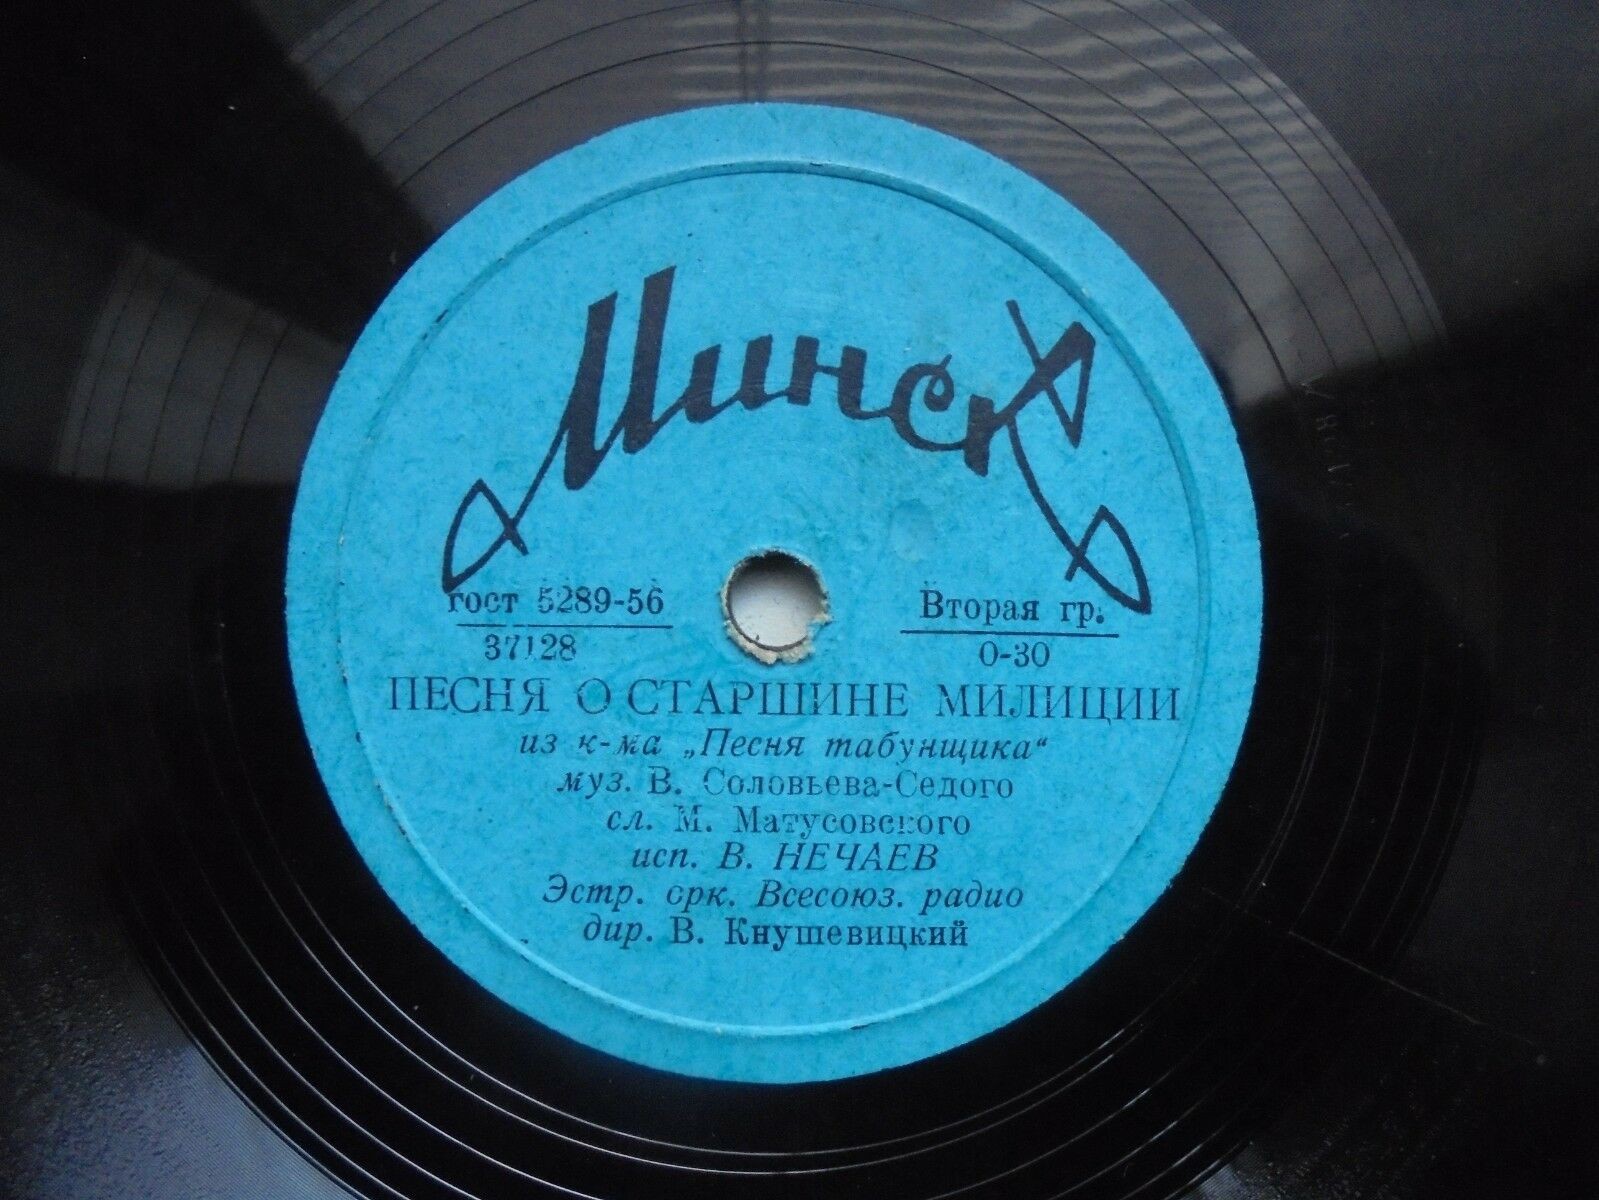 Минск
гост 5289-56
37128
Вторая гр.
0-30
ПЕСНЯ О СТАРШИНЕ МИЛИЦИИ
из к-ма „Песня табунщика“
муз. В. Соловьева-Седого
сл. М. Матусовского
исп. В. НЕЧАЕВ
Эстр. орк. Всесоюз. радио
дир. В. Кнушевицкий